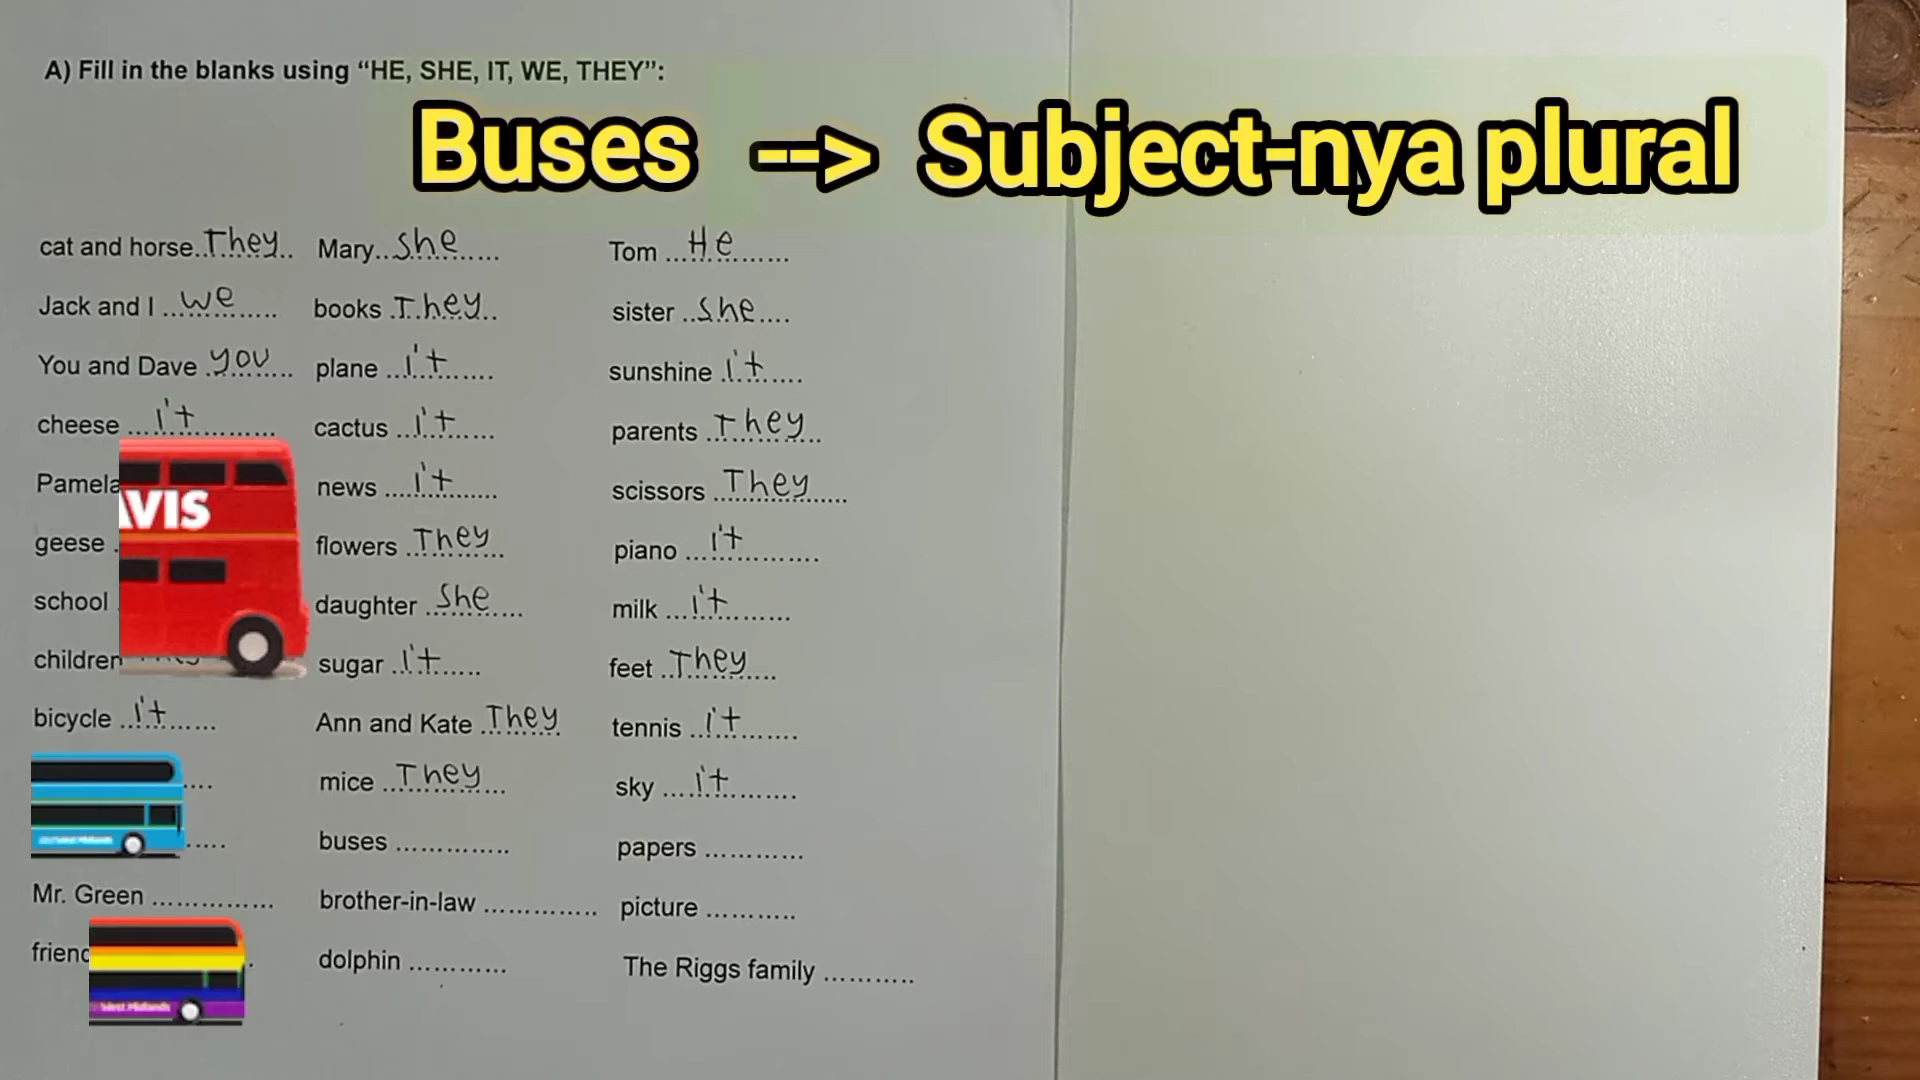 A) Fill in the blanks using “HE, SHE, IT, WE, THEY”:
Buses --> Subject-nya plural
cat and horse..They.. Mary..She......... Tom ...He............
Jack and I ...we............ books .They.. sister ..She....
You and Dave .you........ plane ...it........... sunshine .it.......
cheese ...it............... cactus ..it......... parents ..They........
Pamela news ....it.......... scissors ..They...........
AVIS
geese . flowers .They......... piano ...it.............
school . daughter ..She........ milk ...it............
children They sugar ..it....... feet ..They.......
bicycle ...it........ Ann and Kate .They...... tennis ..it..........
.... mice ..They......... sky ...it...........
..... buses .............. papers ............
Mr. Green ............... brother-in-law .............. picture ...........
dolphin ............ The Riggs family ..........
West Midlands